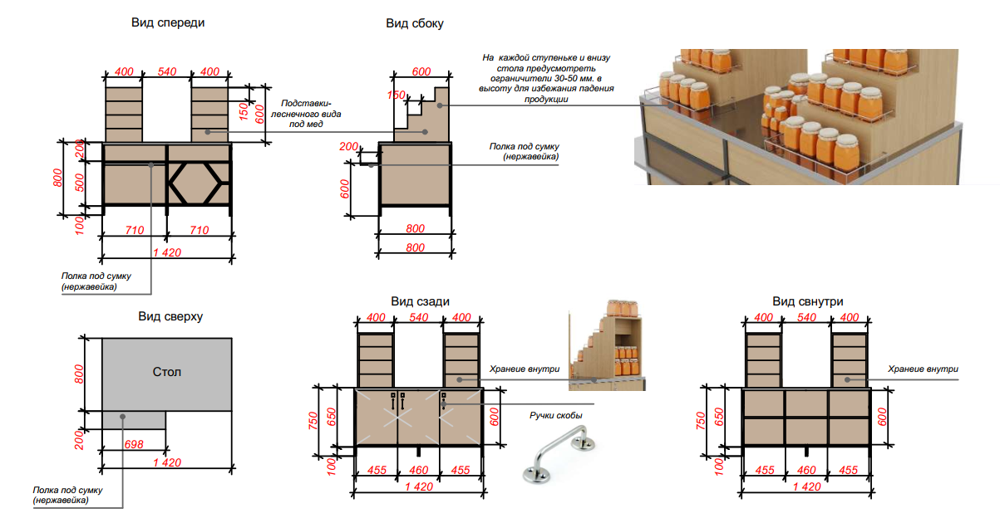 Вид спереди
400
540
400
150
600
200
800
500
100
710
710
1 420
Подставки-
леснечного вида
под мед
Полка под сумку
(нержавейка)
Вид сбоку
600
150
200
600
800
800
На каждой ступеньке и внизу
стола предусмотреть
ограничители 30-50 мм. в
высоту для избежания падения
продукции
Полка под сумку
(нержавейка)
Вид сверху
Стол
800
200
698
1 420
Полка под сумку
(нержавейка)
Вид сзади
400
540
400
750
650
600
100
455
460
455
1 420
Хранеие внутри
Ручки скобы
Вид свнутри
400
540
400
750
650
600
100
455
460
455
1 420
Хранеие внутри